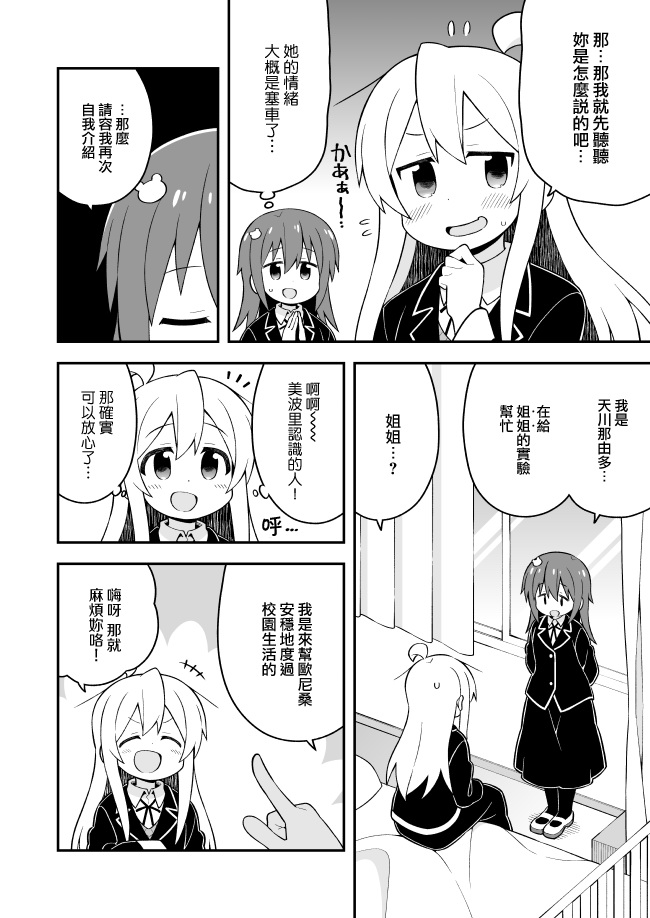 那…那我就先聽聽
妳是怎麼說的吧…
她的情緒
大概是塞車了…
かあぁ〜〜…
…那麼
請容我再次
自我介紹
我是
天川那由多…
在給
姐姐的實驗
幫忙
姐姐…?
啊啊〜〜〜
美波里認識的人！
那確實
可以放心了…
呼…
我是來幫歐尼桑
安穩地度過
校園生活的
嗨呀 那就
麻煩妳咯！